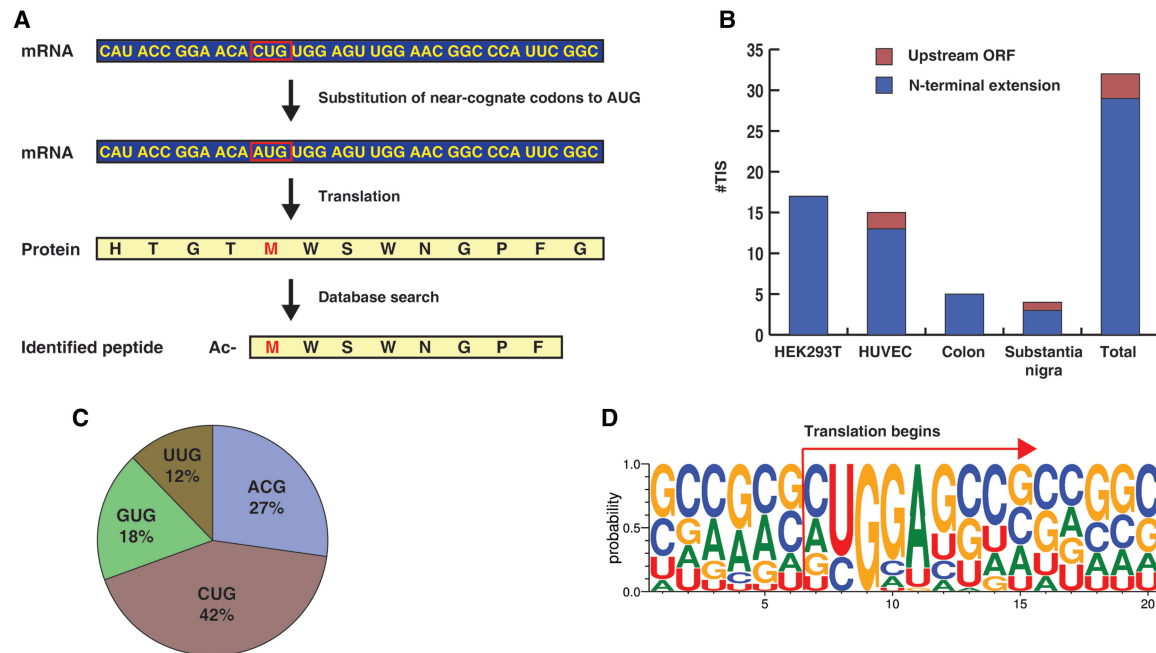 A
mRNA
CAU ACC GGA ACA CUG UGG AGU UGG AAC GGC CCA UUC GGC
Substitution of near-cognate codons to AUG
mRNA
CAU ACC GGA ACA AUG UGG AGU UGG AAC GGC CCA UUC GGC
Translation
Protein
H T G T M W S W N G P F G
Database search
Identified peptide Ac- M W S W N G P F
B
35
30
25
20
15
10
5
0
#TIS
Upstream ORF
N-terminal extension
HEK293T HUVEC Colon Substantia nigra Total
C
UUG
12%
ACG
27%
GUG
18%
CUG
42%
D
Translation begins
1.0
0.5
0.0
probability
GCCGCGCUGGAGCCGCCGGC
5 10 15 20